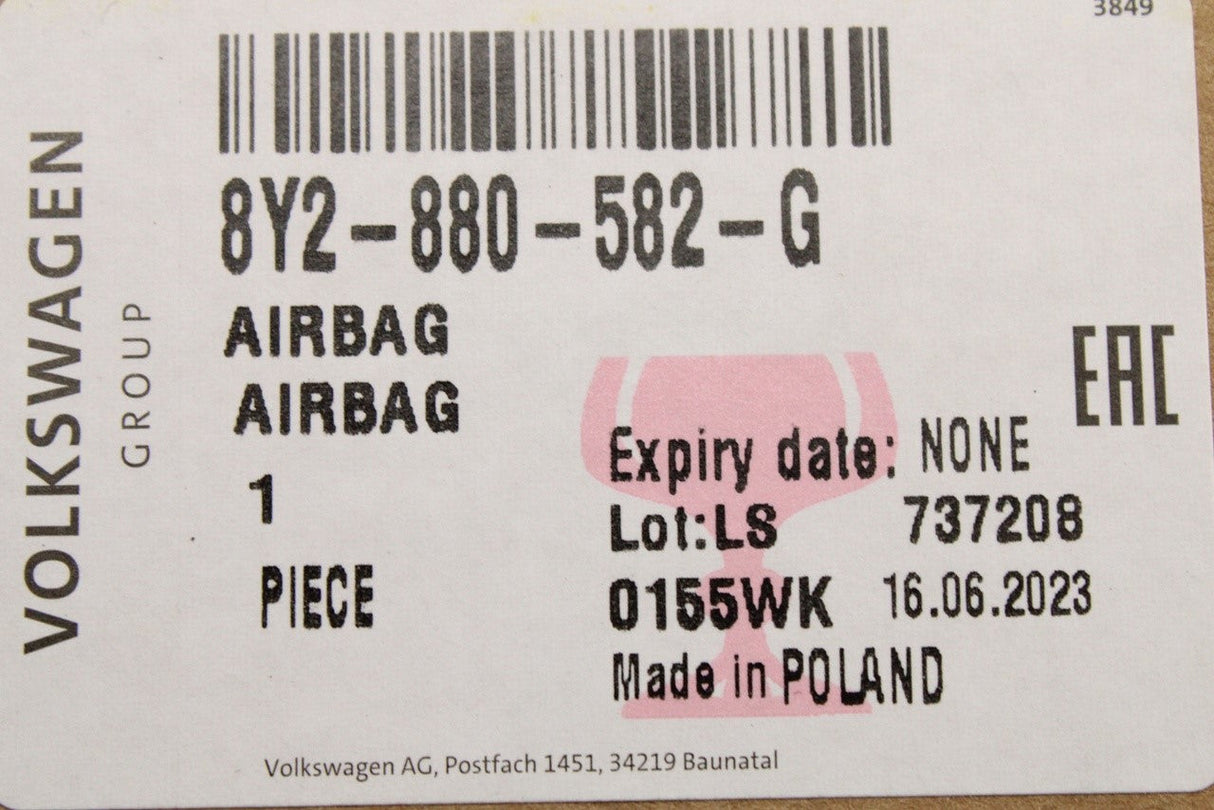 3849
VOLKSWAGEN
GROUP
8Y2-880-582-G
AIRBAG
AIRBAG
EAC
1
Expiry date: NONE
Lot:LS 737208
PIECE
0155WK 16.06.2023
Made in POLAND
Volkswagen AG, Postfach 1451, 34219 Baunatal